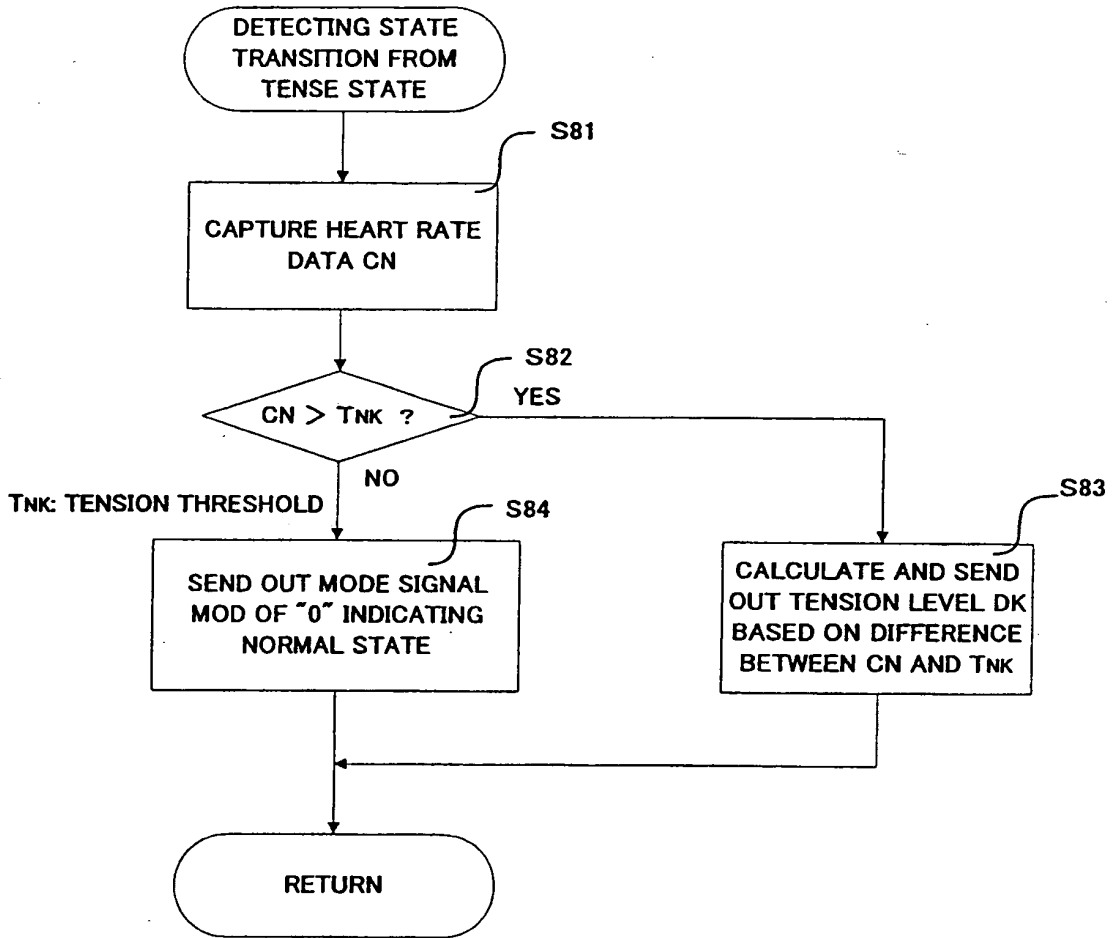 DETECTING STATE
TRANSITION FROM
TENSE STATE
S81
CAPTURE HEART RATE
DATA CN
S82
CN > TNK ?
YES
NO
TNK: TENSION THRESHOLD
S84
SEND OUT MODE SIGNAL
MOD OF "0" INDICATING
NORMAL STATE
S83
CALCULATE AND SEND
OUT TENSION LEVEL DK
BASED ON DIFFERENCE
BETWEEN CN AND TNK
RETURN